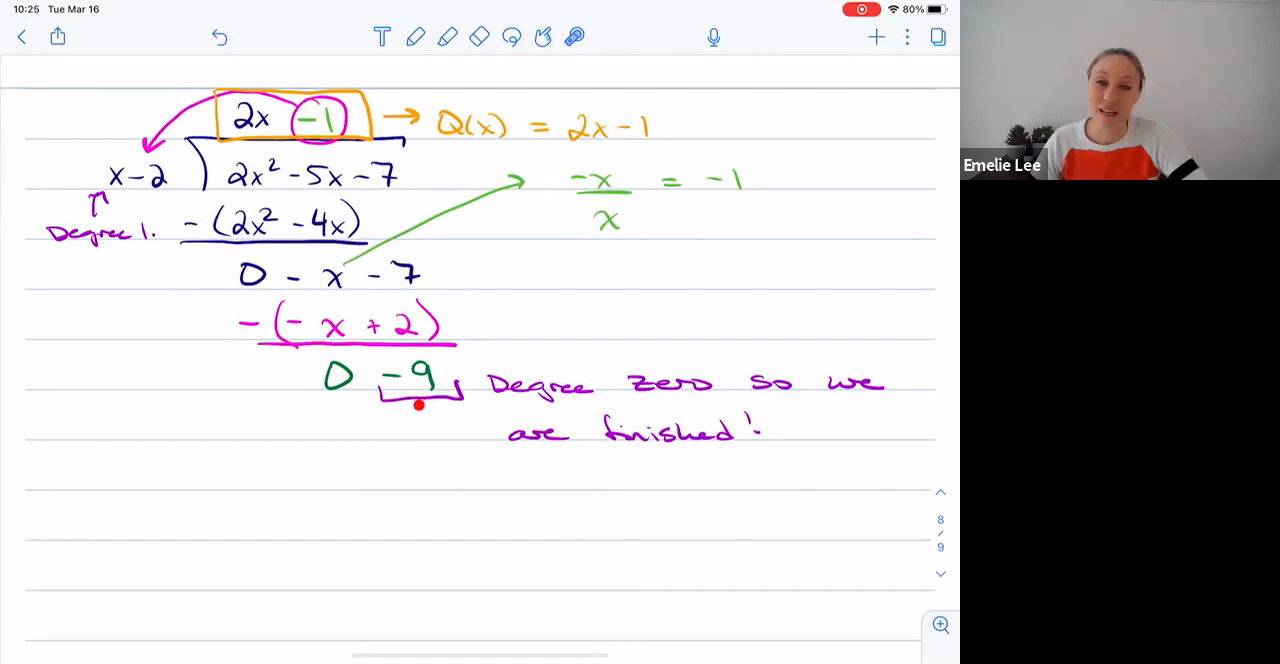 10:25 Tue Mar 16
80%
2x -1 → Q(x) = 2x-1
x-2 ) 2x² -5x -7
-x/x = -1
Degree 1.
- (2x² - 4x)
0 - x - 7
- (- x + 2)
0 - 9 Degree zero so we
are finished!
8/9
Emelie Lee